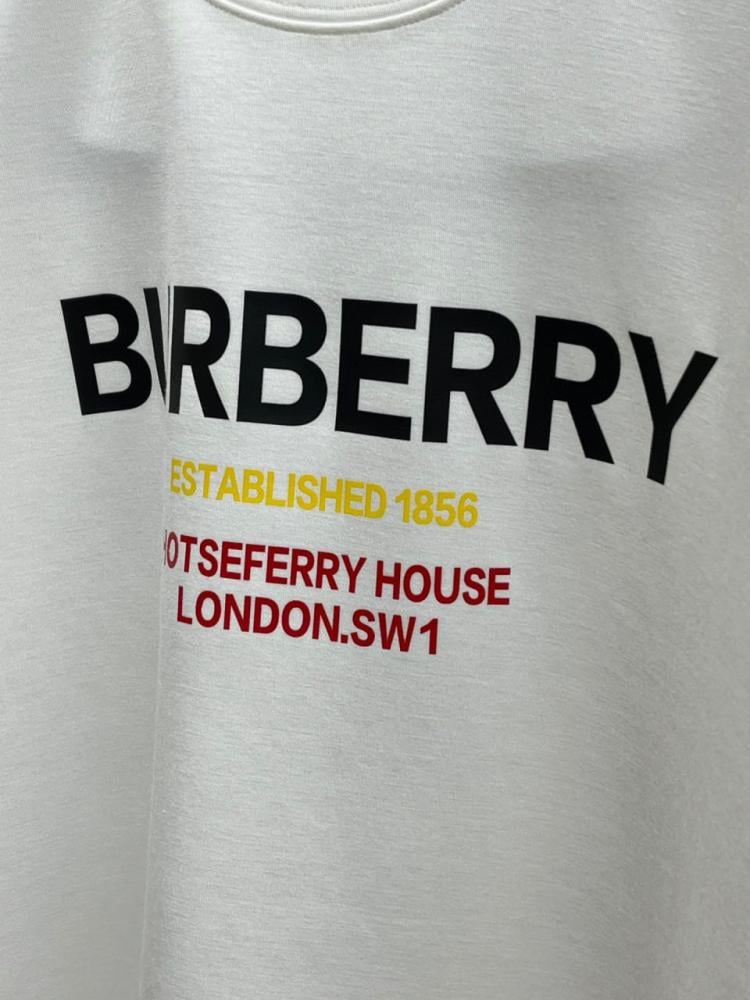 BURBERRY
ESTABLISHED 1856
HOTSEFERRY HOUSE
LONDON.SW1